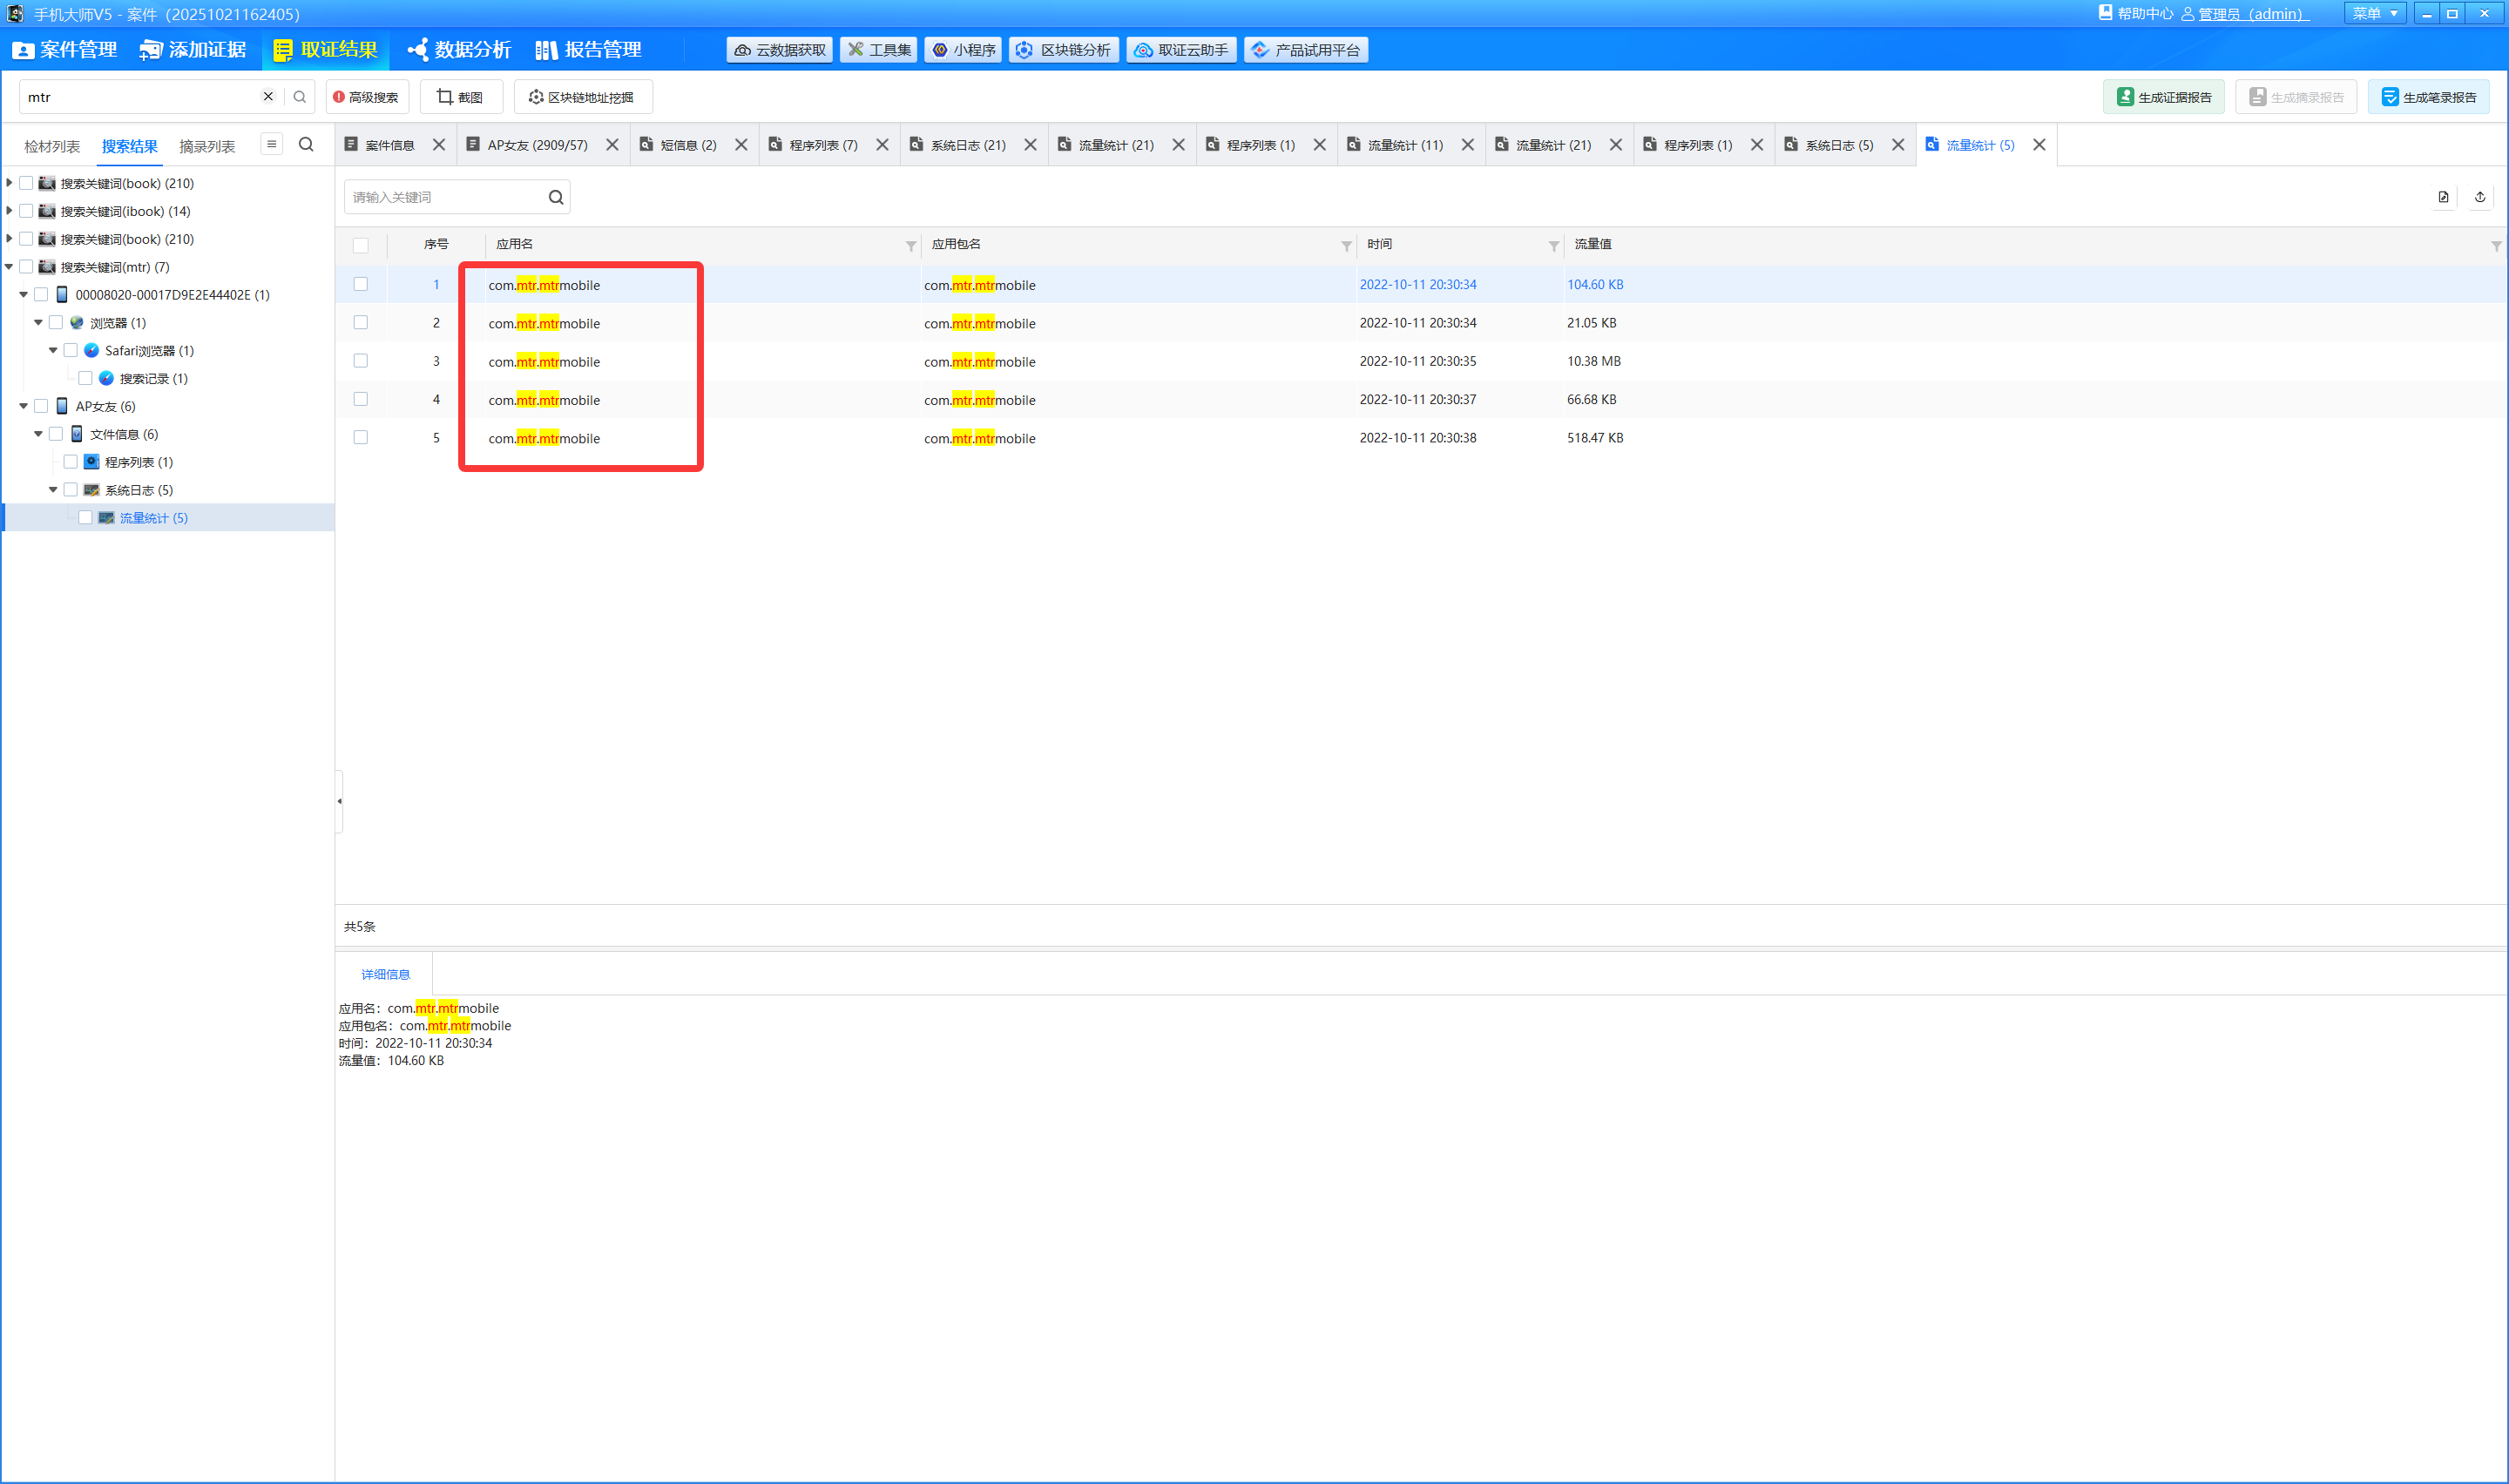 手机大师V5 - 案件（20251021162405）
帮助中心 管理员（admin） 菜单
案件管理 添加证据 取证结果 数据分析 报告管理 云数据获取 工具集 小程序 区块链分析 取证云助手 产品试用平台
mtr 高级搜索 截图 区块链地址挖掘 生成证据报告 生成摘录报告 生成笔录报告
检材列表 搜索结果 摘录列表
案件信息 AP女友 (2909/57) 短信息 (2) 程序列表 (7) 系统日志 (21) 流量统计 (21) 程序列表 (1) 流量统计 (11) 流量统计 (21) 程序列表 (1) 系统日志 (5) 流量统计 (5)
搜索关键词(book) (210)
搜索关键词(ibook) (14)
搜索关键词(book) (210)
搜索关键词(mtr) (7)
00008020-00017D9E2E44402E (1)
浏览器 (1)
Safari浏览器 (1)
搜索记录 (1)
AP女友 (6)
文件信息 (6)
程序列表 (1)
系统日志 (5)
流量统计 (5)
请输入关键词
序号 应用名 应用包名 时间 流量值
1 com.mtr.mtrmobile com.mtr.mtrmobile 2022-10-11 20:30:34 104.60 KB
2 com.mtr.mtrmobile com.mtr.mtrmobile 2022-10-11 20:30:34 21.05 KB
3 com.mtr.mtrmobile com.mtr.mtrmobile 2022-10-11 20:30:35 10.38 MB
4 com.mtr.mtrmobile com.mtr.mtrmobile 2022-10-11 20:30:37 66.68 KB
5 com.mtr.mtrmobile com.mtr.mtrmobile 2022-10-11 20:30:38 518.47 KB
共5条
详细信息
应用名：com.mtr.mtrmobile
应用包名：com.mtr.mtrmobile
时间：2022-10-11 20:30:34
流量值：104.60 KB